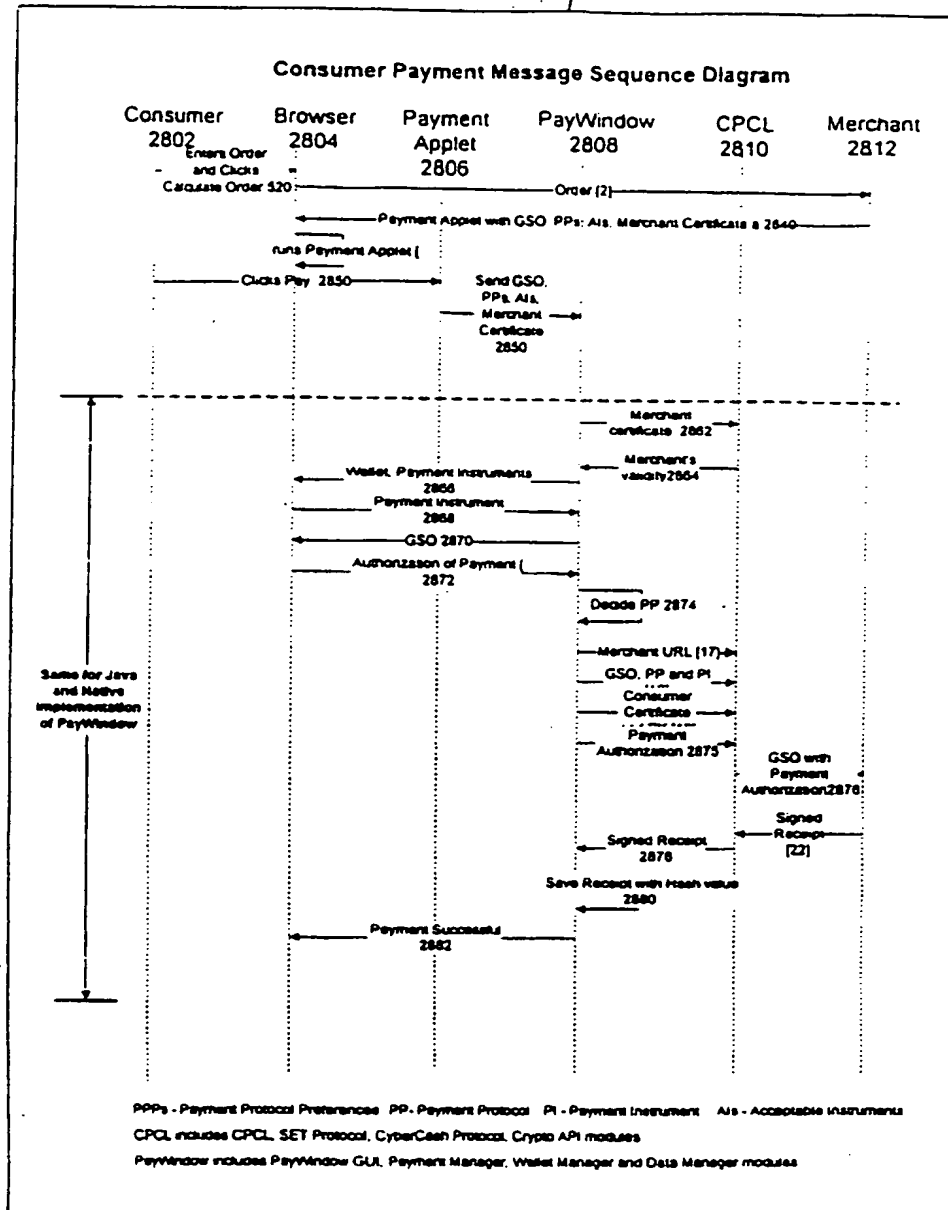 Consumer Payment Message Sequence Diagram
Consumer
2802
Browser
2804
Payment
Applet
2806
PayWindow
2808
CPCL
2810
Merchant
2812
Enters Order
and Clicks
Calculate Order 520
Order [2]
Payment Applet with GSO, PPs, AIs, Merchant Certificate s 2840
runs Payment Applet [
Clicks Pay 2850
Send GSO,
PPs, AIs,
Merchant
Certificate
2850
Merchant
certificate 2862
Merchant's
validity2864
Wallet, Payment Instruments
2866
Payment Instrument
2868
GSO 2870
Authorization of Payment [
2872
Decide PP 2874
Merchant URL [17]
GSO, PP and PI
Consumer
Certificate
Payment
Authorization 2875
GSO with
Payment
Authorization2876
Signed
Receipt
[22]
Signed Receipt
2878
Save Receipt with Hash value
2880
Payment Successful
2882
Same for Java
and Native
Implementation
of PayWindow
PPPs - Payment Protocol Preferences PP- Payment Protocol PI - Payment Instrument AIs - Acceptable Instruments
CPCL includes CPCL, SET Protocol, CyberCash Protocol, Crypto API modules
PayWindow includes PayWindow GUI, Payment Manager, Wallet Manager and Data Manager modules